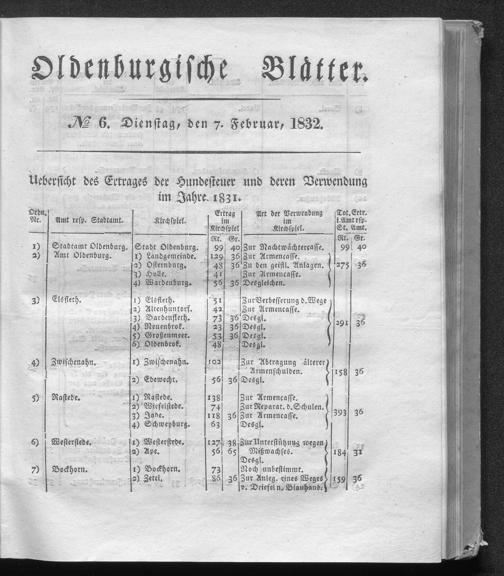 Oldenburgische Blätter.
№ 6. Dienstag, den 7. Februar, 1832.
Uebersicht des Ertrages der Hundesteuer und deren Verwendung
im Jahre 1831.
Ordn. Nr. Amt resp. Stadtamt. Kirchspiel. Ertrag im Kirchspiel Art der Verwendung im Kirchspiel. Tot. Ertr. i. Amt resp. St. Amt.
Rt. Gr. Rt. Gr.
1) Stadtamt Oldenburg. Stadt Oldenburg. 99 40 Zur Nachtwächtercasse. 99 40
2) Amt Oldenburg. 1) Landgemeinde. 129 36 Zur Armencasse.
2) Osternburg. 48 36 Zu den geistl. Anlagen. 275 36
3) Halle. 41 Zur Armencasse.
4) Wardenburg. 56 36 Desgleichen.
3) Elsfleth. 1) Elsfleth. 51 Zur Verbesserung d. Wege
2) Altenhuntorf. 42 Zur Armencasse.
3) Bardenfleth. 73 36 Desgl.
4) Neuenbrok. 23 36 Desgl. 291 36
5) Großenmeer. 53 36 Desgl.
6) Oldenbrok. 48 Desgl.
4) Zwischenahn. 1) Zwischenahn. 102 Zur Abtragung älterer
Armenschulden. 158 36
2) Edewecht. 56 36 Desgl.
5) Rastede. 1) Rastede. 138 Zur Armencasse.
2) Wiefelstede. 74 Zur Reparat. d. Schulen.
3) Jade. 118 36 Zur Armencasse. 393 36
4) Schweyburg. 63 Desgl.
6) Westerstede. 1) Westerstede. 127 38 Zur Unterstützung wegen
2) Ape. 56 65 Mißwachses. 184 31
Desgl.
7) Bockhorn. 1) Bockhorn. 73 Noch unbestimmt.
2) Zetel. 86 36 Zur Anleg. eines Weges 159 36
v. Driefel n. Blauhand.